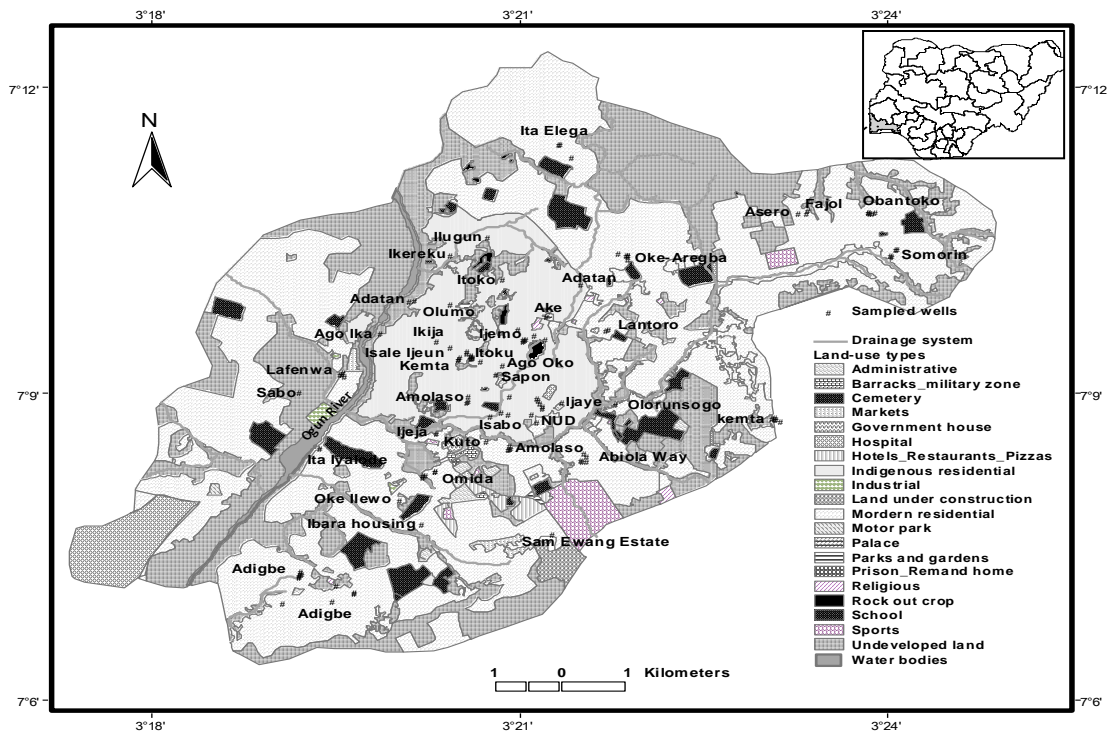 3°18'
3°21'
3°24'
7°12'
7°12
N
Ita Elega
Asero
Fajol
Obantoko
Ilugun
Ikereku
Oke-Aregba
Somorin
Itoko
Adatan
Adatan
Olumo
Ake
Sampled wells
Ago Ika
Ikija
Ijemo
Lantoro
Drainage system
Isale Ijeun
Itoku
Land-use types
Lafenwa
Kemta
Ago Oko
Administrative
Sapon
Barracks_military zone
7°9'
Sabo
7°9'
Amolaso
Ijaye
Olorunsogo
Cemetery
Markets
Ogun River
Isabo
NUD
kemta
Government house
Ijeja
Kuto
Amolaso
Hospital
Ita Iyalode
Abiola Way
Hotels_Restaurants_Pizzas
Indigenous residential
Omida
Industrial
Oke Ilewo
Land under construction
Mordern residential
Ibara housing
Motor park
Sam Ewang Estate
Palace
Parks and gardens
Adigbe
Prison_Remand home
Religious
Rock out crop
Adigbe
School
Sports
Undeveloped land
Water bodies
1 0 1 Kilometers
7°6'
7°6'
3°18'
3°21'
3°24'